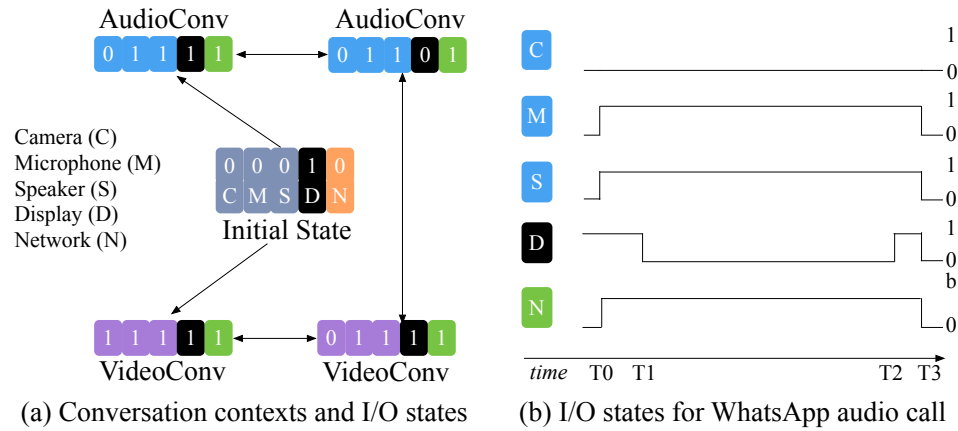 AudioConv
0 1 1 1 1
AudioConv
0 1 1 0 1
Camera (C)
Microphone (M)
Speaker (S)
Display (D)
Network (N)
0 0 0 1 0
C M S D N
Initial State
1 1 1 1 1
VideoConv
0 1 1 1 1
VideoConv
(a) Conversation contexts and I/O states
C
1
0
M
1
0
S
1
0
D
1
0
N
b
0
time T0 T1 T2 T3
(b) I/O states for WhatsApp audio call